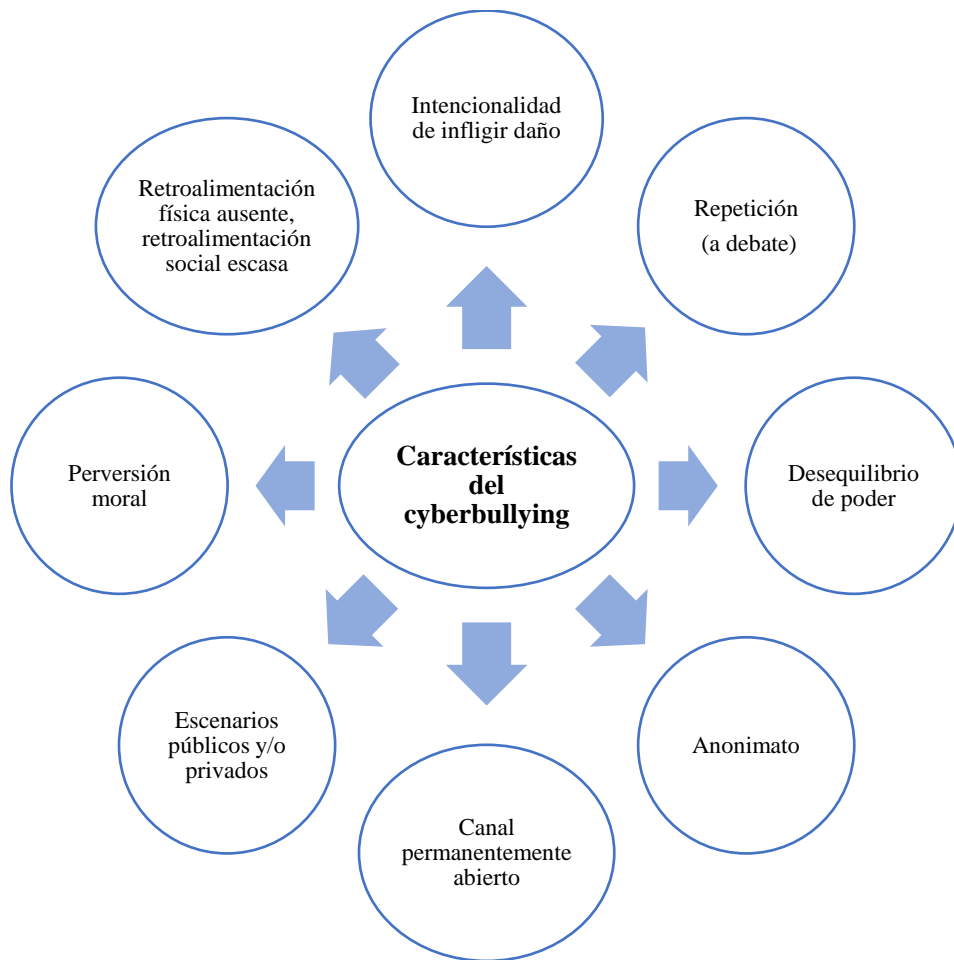 Intencionalidad
de infligir daño
Repetición
(a debate)
Desequilibrio
de poder
Anonimato
Canal
permanentemente
abierto
Escenarios
públicos y/o
privados
Perversión
moral
Retroalimentación
física ausente,
retroalimentación
social escasa
Característísticas
del
cyberbullying